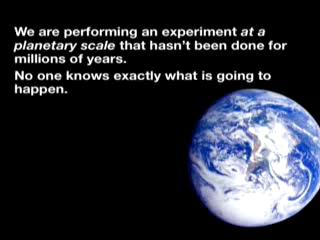 We are performing an experiment at a
planetary scale that hasn't been done for
millions of years.
No one knows exactly what is going to
happen.